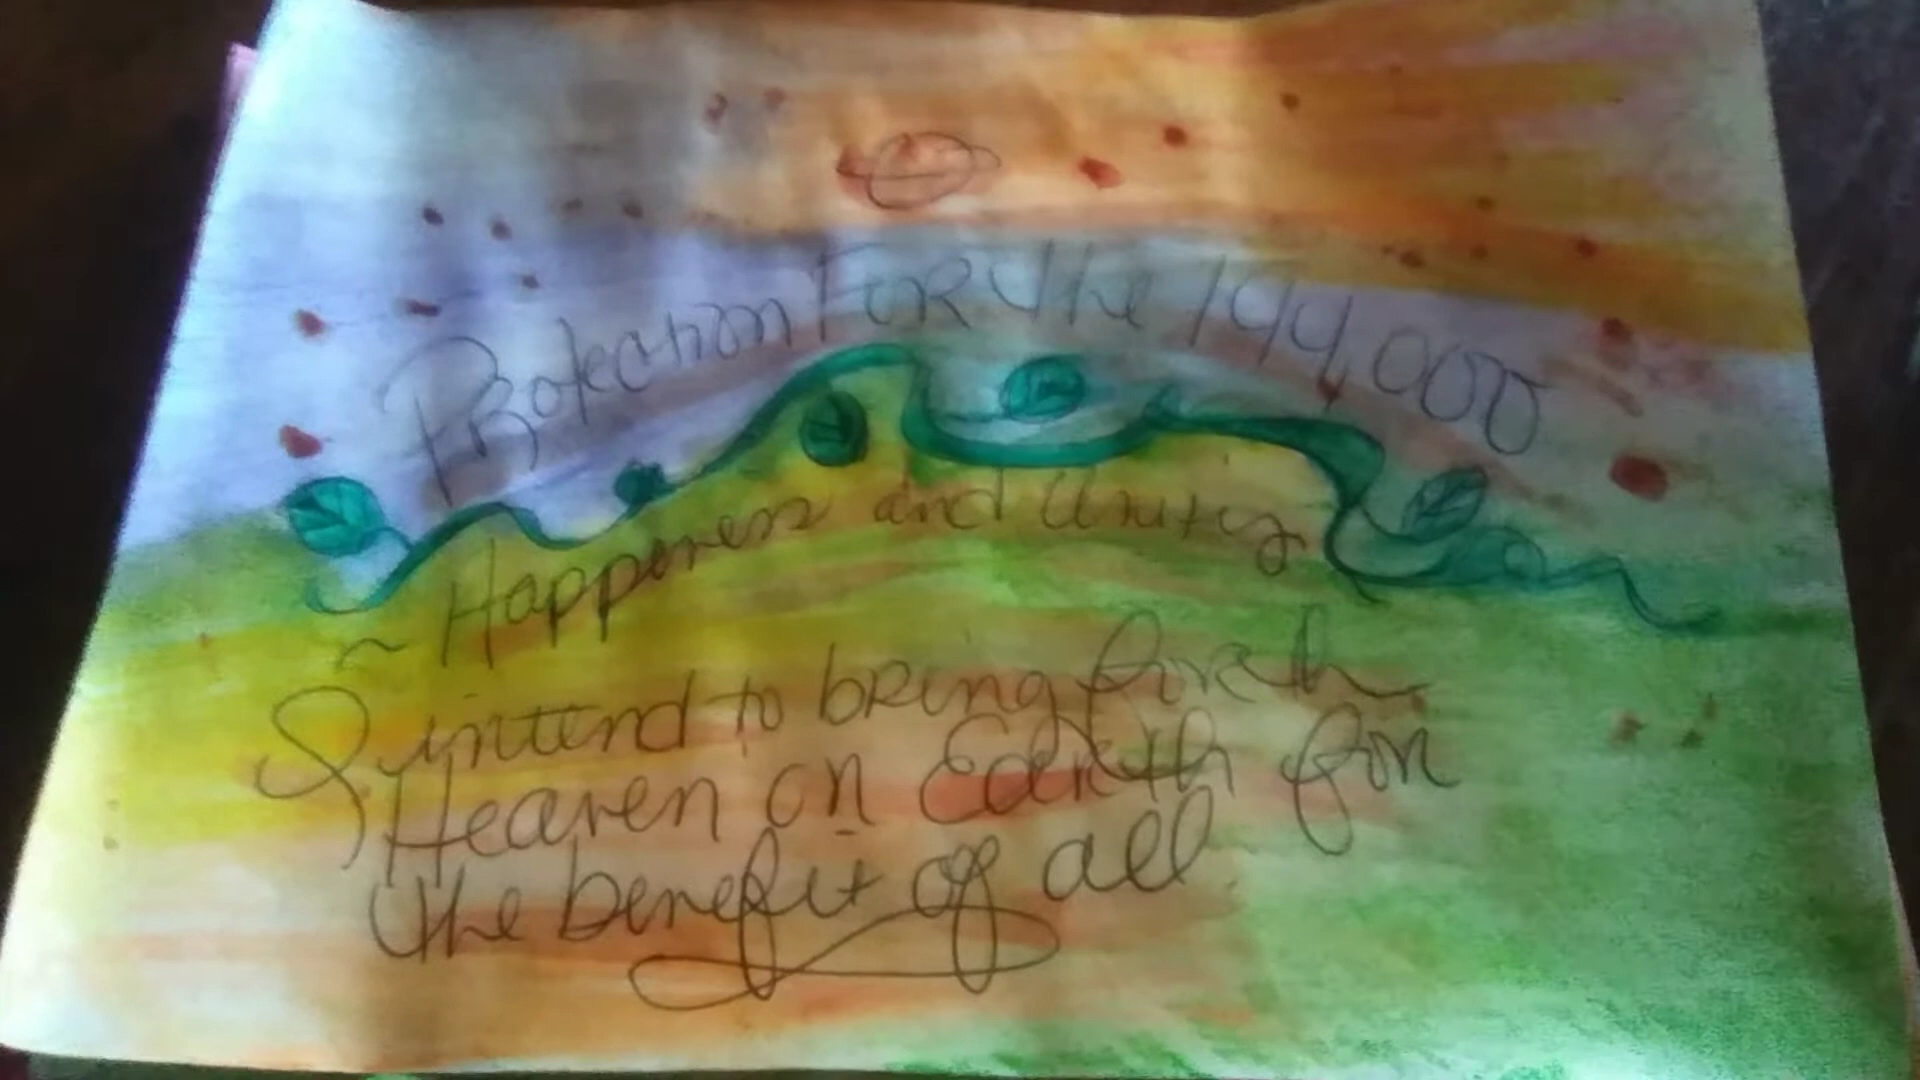 Protection For the 144,000
~ Happiness and Unity
I intend to bring forth
Heaven on Earth for
the benefit of all.